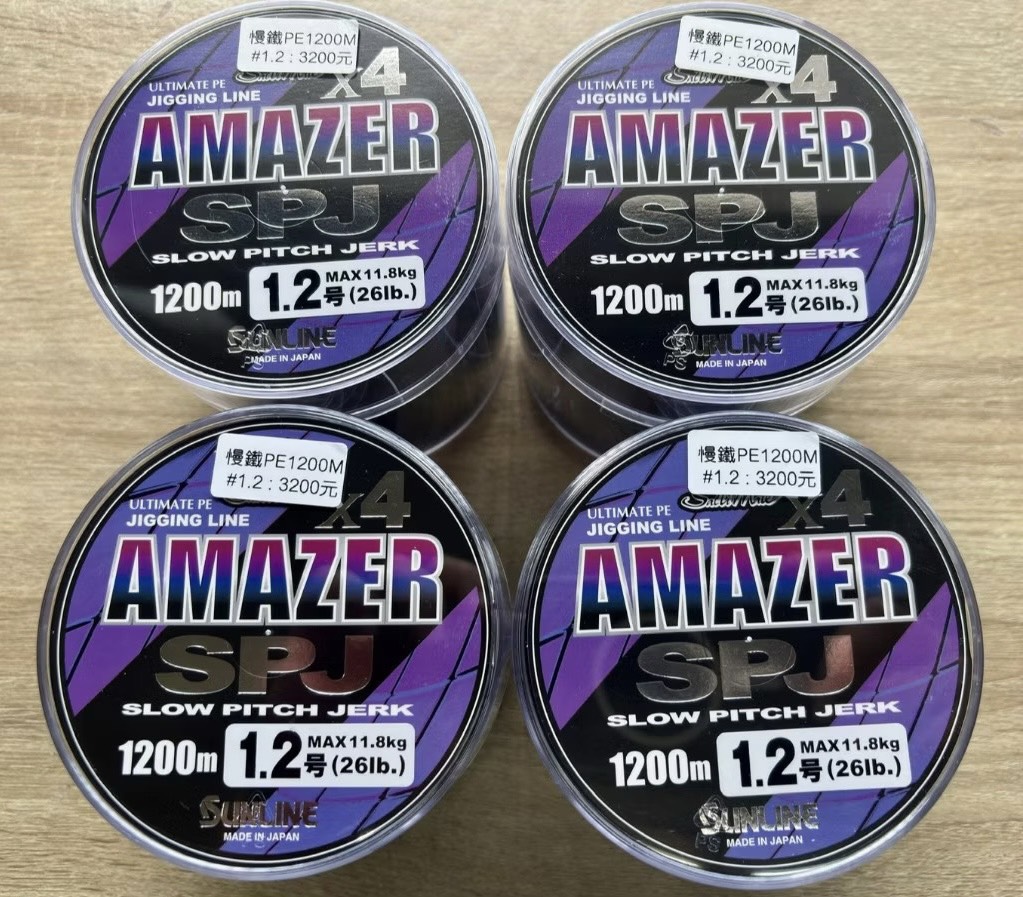 慢鐵PE1200M
#1.2：3200元
x4
ULTIMATE PE
JIGGING LINE
AMAZER
SPJ
SLOW PITCH JERK
1200m 1.2号 MAX11.8kg (26lb.)
SUNLINE
MADE IN JAPAN
PS
慢鐵PE1200M
#1.2：3200元
x4
ULTIMATE PE
JIGGING LINE
AMAZER
SPJ
SLOW PITCH JERK
1200m 1.2号 MAX11.8kg (26lb.)
SUNLINE
PS MADE IN JAPAN
慢鐵PE1200M
#1.2：3200元
x4
ULTIMATE PE
JIGGING LINE
AMAZER
SPJ
SLOW PITCH JERK
1200m 1.2号 MAX11.8kg (26lb.)
SUNLINE
MADE IN JAPAN
慢鐵PE1200M
#1.2：3200元
x4
ULTIMATE PE
JIGGING LINE
AMAZER
SPJ
SLOW PITCH JERK
1200m 1.2号 MAX11.8kg (26lb.)
SUNLINE
PS MADE IN JAPAN